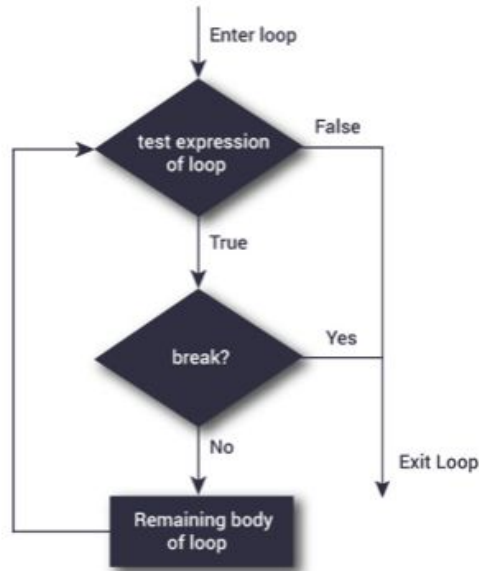 Enter loop
test expression
of loop
False
True
break?
Yes
No
Exit Loop
Remaining body
of loop